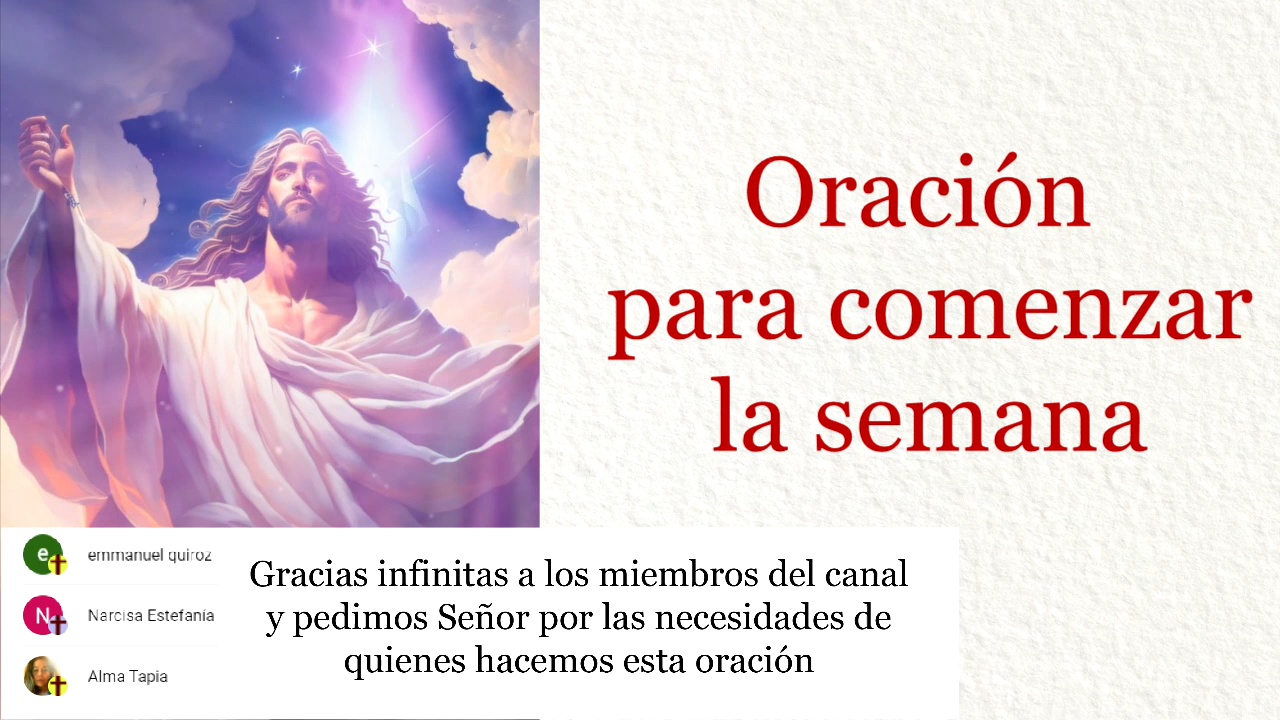 Oración
para comenzar
la semana
e
emmanuel quiroz
N
Narcisa Estefanía
Alma Tapia
Gracias infinitas a los miembros del canal
y pedimos Señor por las necesidades de
quienes hacemos esta oración